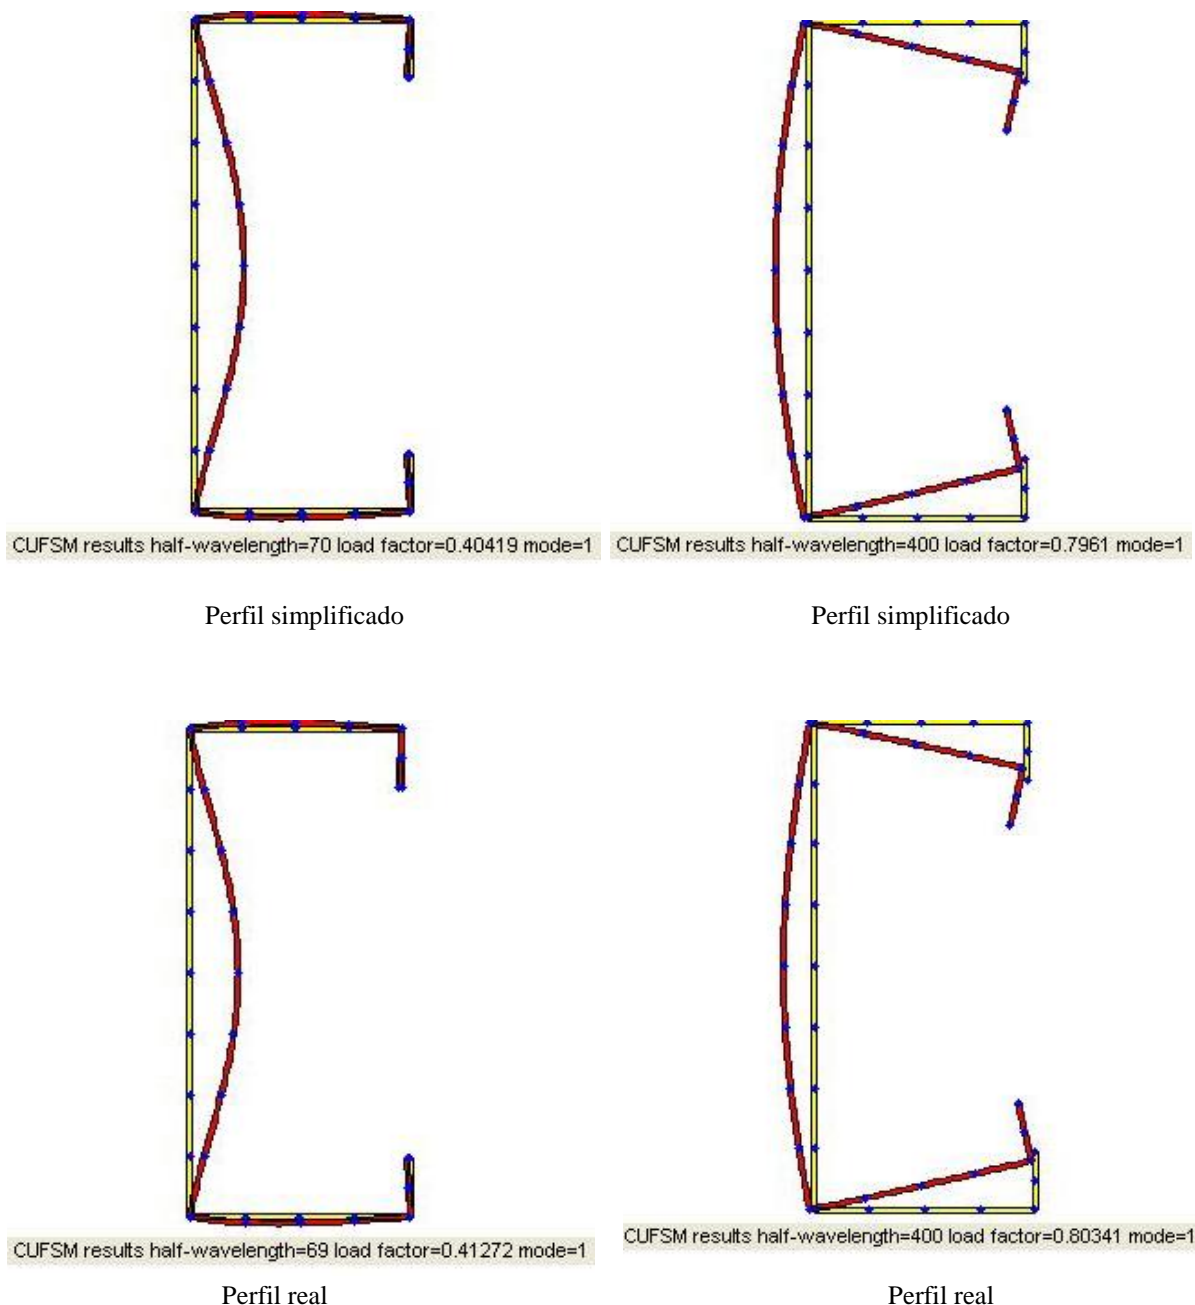 CUFSM results half-wavelength=70 load factor=0.40419 mode=1
CUFSM results half-wavelength=400 load factor=0.7961 mode=1
Perfil simplificado
Perfil simplificado
CUFSM results half-wavelength=69 load factor=0.41272 mode=1
CUFSM results half-wavelength=400 load factor=0.80341 mode=1
Perfil real
Perfil real